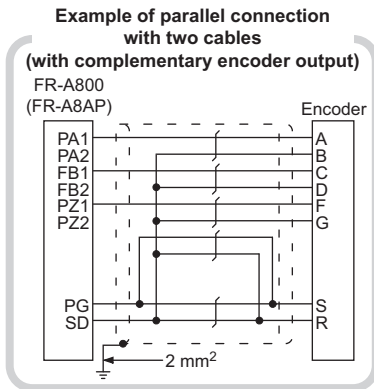 Example of parallel connection
with two cables
(with complementary encoder output)
FR-A800
(FR-A8AP)
Encoder
PA1
A
PA2
B
FB1
C
FB2
D
PZ1
F
PZ2
G
PG
S
SD
R
2 mm²